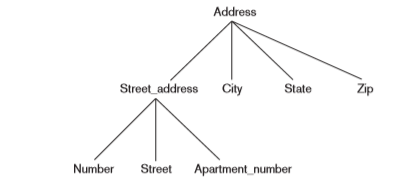 Address
Street_address City State Zip
Number Street Apartment_number